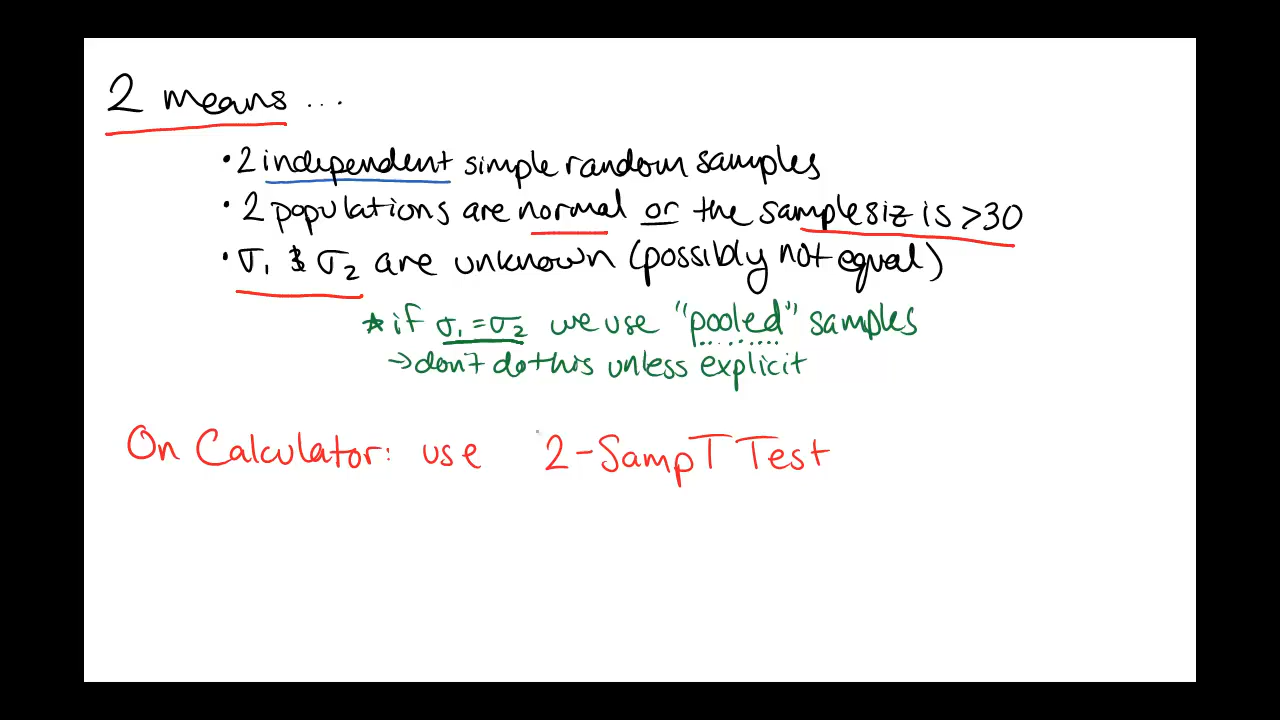 2 means ...
• 2 independent simple random samples
• 2 populations are normal or the sample siz is >30
• σ₁ & σ₂ are unknown (possibly not equal)
* if σ₁ = σ₂ we use "pooled" samples
→ don't do this unless explicit
On Calculator: use 2-SampT Test